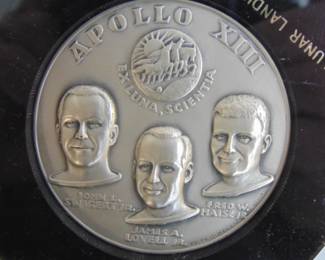 APOLLO XIII
EX LUNA, SCIENTIA
JOHN L.
SWIGERT JR.
JAMES A.
LOVELL JR.
FRED W.
HAISE JR.
LUNAR LAND